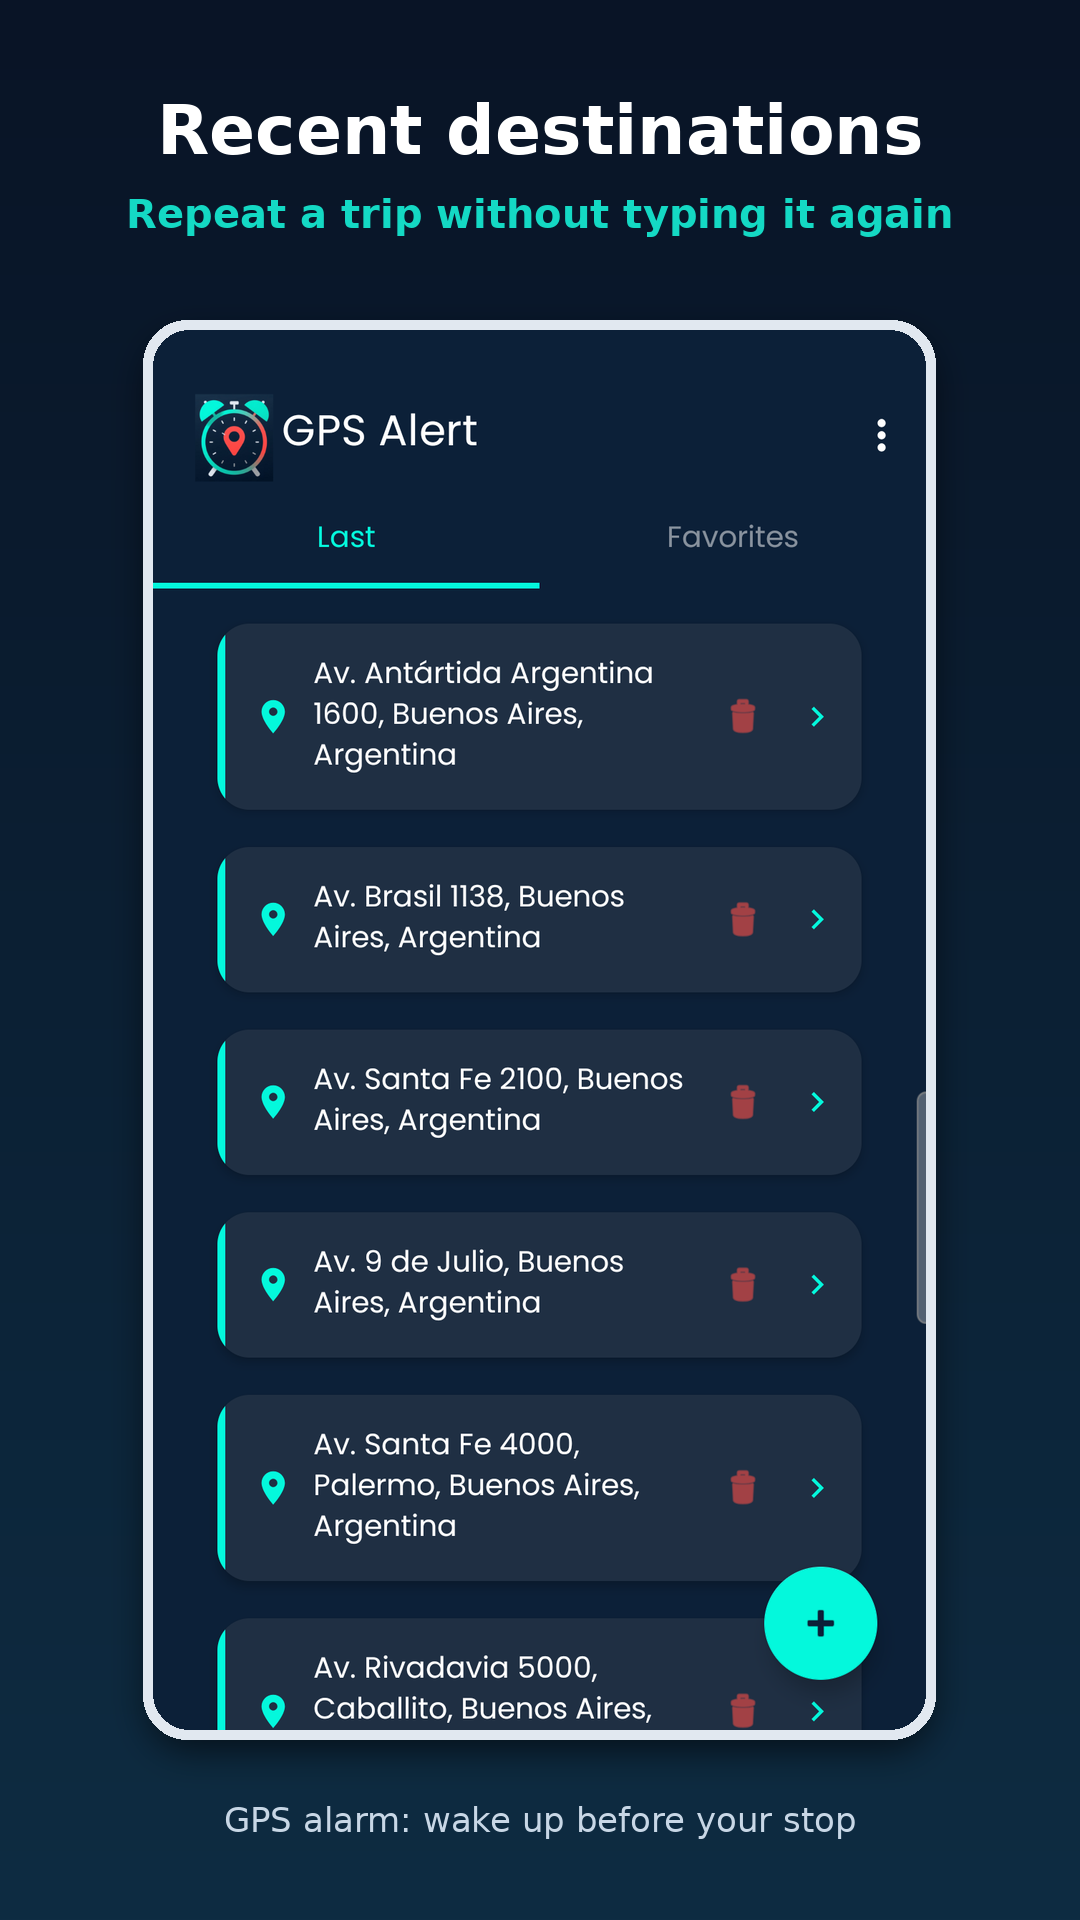 Recent destinations
Repeat a trip without typing it again
GPS Alert
Last
Favorites
Av. Antártida Argentina
1600, Buenos Aires,
Argentina
Av. Brasil 1138, Buenos
Aires, Argentina
Av. Santa Fe 2100, Buenos
Aires, Argentina
Av. 9 de Julio, Buenos
Aires, Argentina
Av. Santa Fe 4000,
Palermo, Buenos Aires,
Argentina
Av. Rivadavia 5000,
Caballito, Buenos Aires,
GPS alarm: wake up before your stop